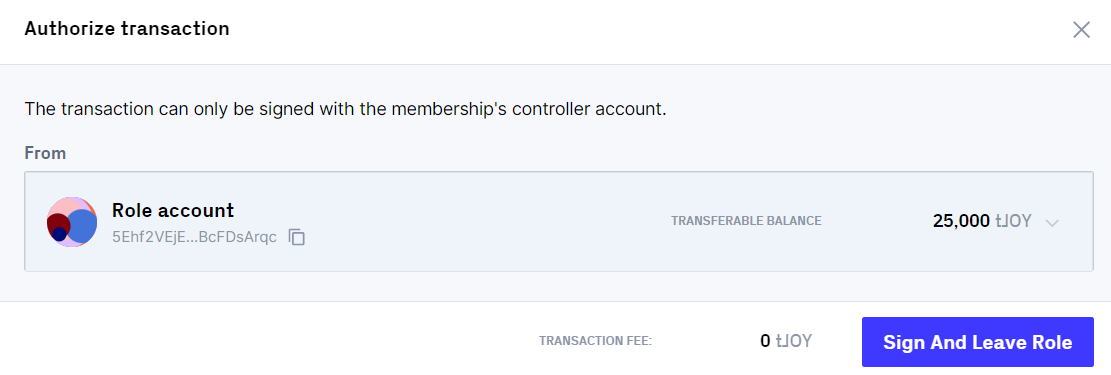 Authorize transaction
The transaction can only be signed with the membership's controller account.
From
Role account
5Ehf2VEjE...BcFDsArqc
TRANSFERABLE BALANCE
25,000 tJOY
TRANSACTION FEE:
0 tJOY
Sign And Leave Role